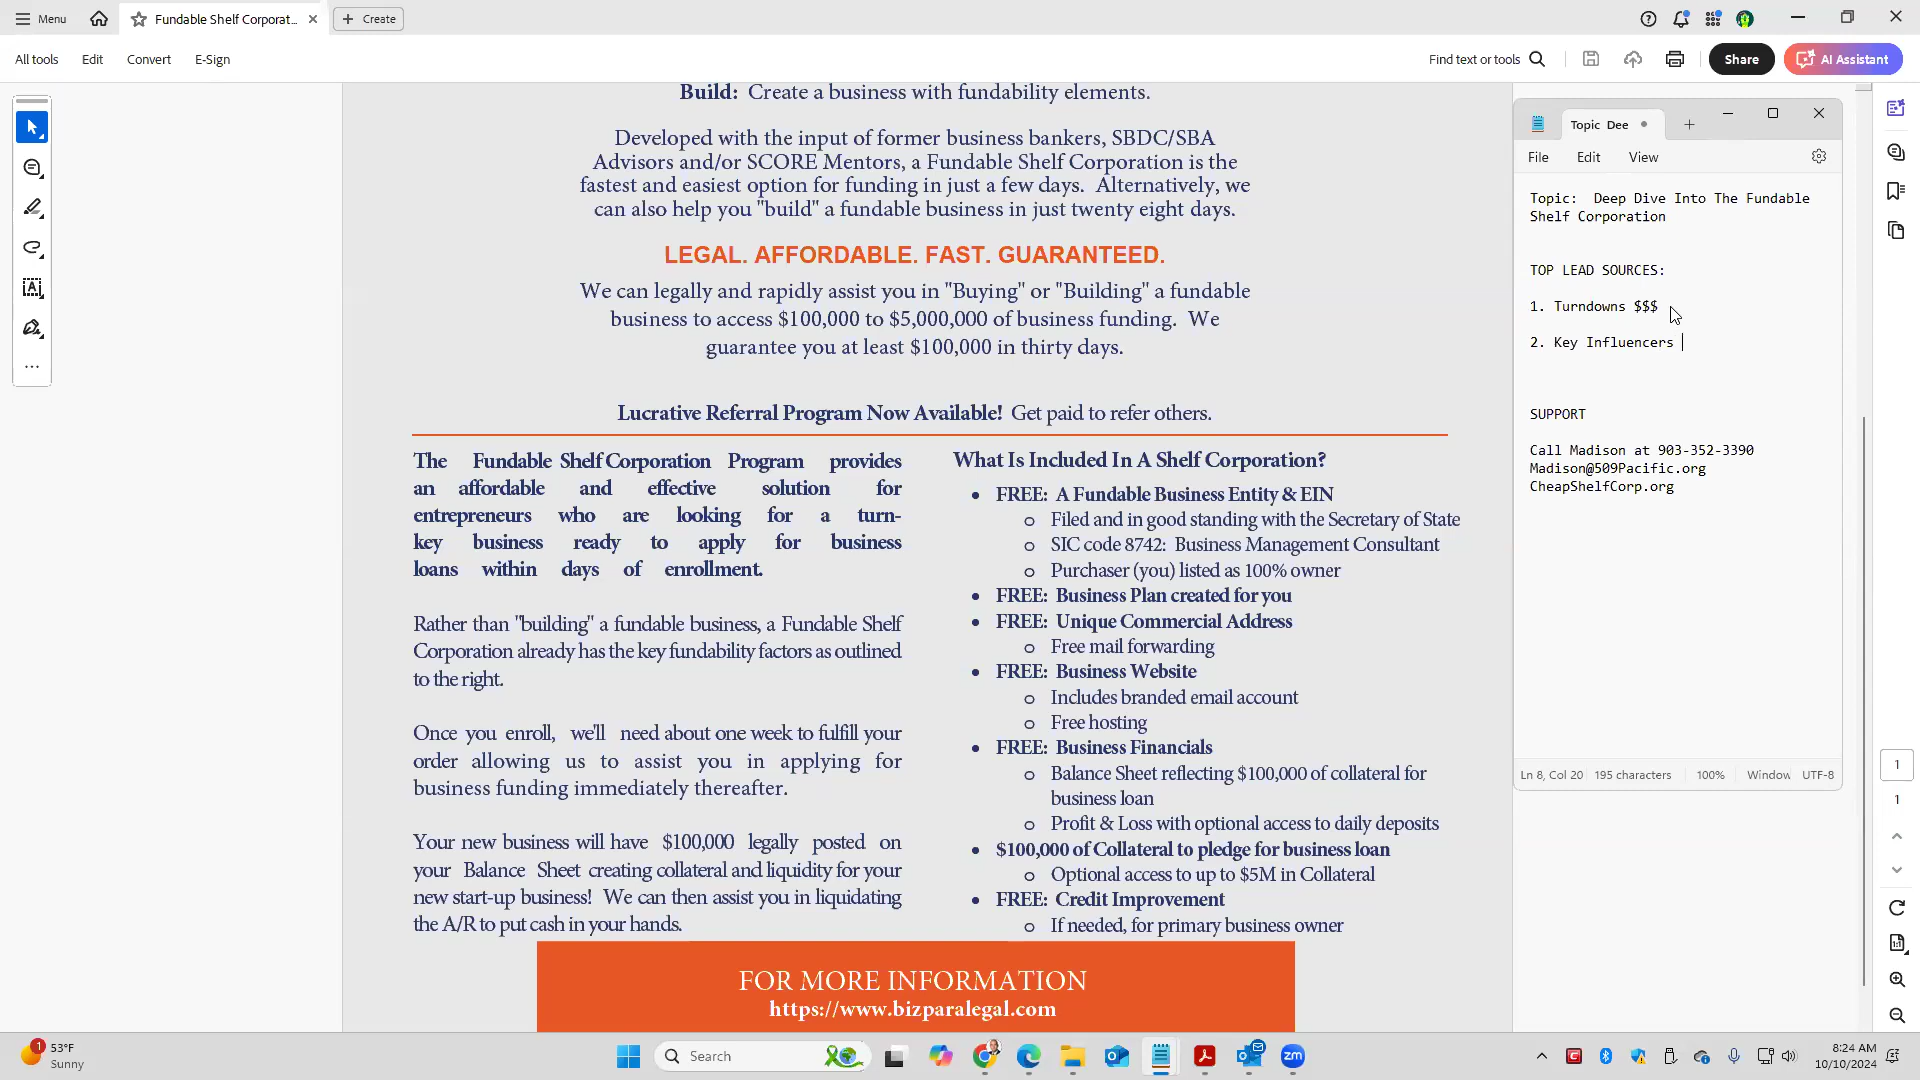 Menu
Fundable Shelf Corporat...
Create
All tools
Edit
Convert
E-Sign
Find text or tools
Share
AI Assistant
Build: Create a business with fundability elements.
Developed with the input of former business bankers, SBDC/SBA
Advisors and/or SCORE Mentors, a Fundable Shelf Corporation is the
fastest and easiest option for funding in just a few days. Alternatively, we
can also help you "build" a fundable business in just twenty eight days.
LEGAL. AFFORDABLE. FAST. GUARANTEED.
We can legally and rapidly assist you in "Buying" or "Building" a fundable
business to access $100,000 to $5,000,000 of business funding. We
guarantee you at least $100,000 in thirty days.
Lucrative Referral Program Now Available! Get paid to refer others.
The Fundable Shelf Corporation Program provides
an affordable and effective solution for
entrepreneurs who are looking for a turn-
key business ready to apply for business
loans within days of enrollment.
Rather than "building" a fundable business, a Fundable Shelf
Corporation already has the key fundability factors as outlined
to the right.
Once you enroll, we'll need about one week to fulfill your
order allowing us to assist you in applying for
business funding immediately thereafter.
Your new business will have $100,000 legally posted on
your Balance Sheet creating collateral and liquidity for your
new start-up business! We can then assist you in liquidating
the A/R to put cash in your hands.
What Is Included In A Shelf Corporation?
• FREE: A Fundable Business Entity & EIN
o Filed and in good standing with the Secretary of State
o SIC code 8742: Business Management Consultant
o Purchaser (you) listed as 100% owner
• FREE: Business Plan created for you
• FREE: Unique Commercial Address
o Free mail forwarding
• FREE: Business Website
o Includes branded email account
o Free hosting
• FREE: Business Financials
o Balance Sheet reflecting $100,000 of collateral for
business loan
o Profit & Loss with optional access to daily deposits
• $100,000 of Collateral to pledge for business loan
o Optional access to up to $5M in Collateral
• FREE: Credit Improvement
o If needed, for primary business owner
FOR MORE INFORMATION
https://www.bizparalegal.com
Topic Dee
File
Edit
View
Topic: Deep Dive Into The Fundable
Shelf Corporation
TOP LEAD SOURCES:
1. Turndowns $$$
2. Key Influencers
SUPPORT
Call Madison at 903-352-3390
Madison@509Pacific.org
CheapShelfCorp.org
Ln 8, Col 20
195 characters
100%
Window
UTF-8
1
1
1
53°F
Sunny
Search
zm
8:24 AM
10/10/2024